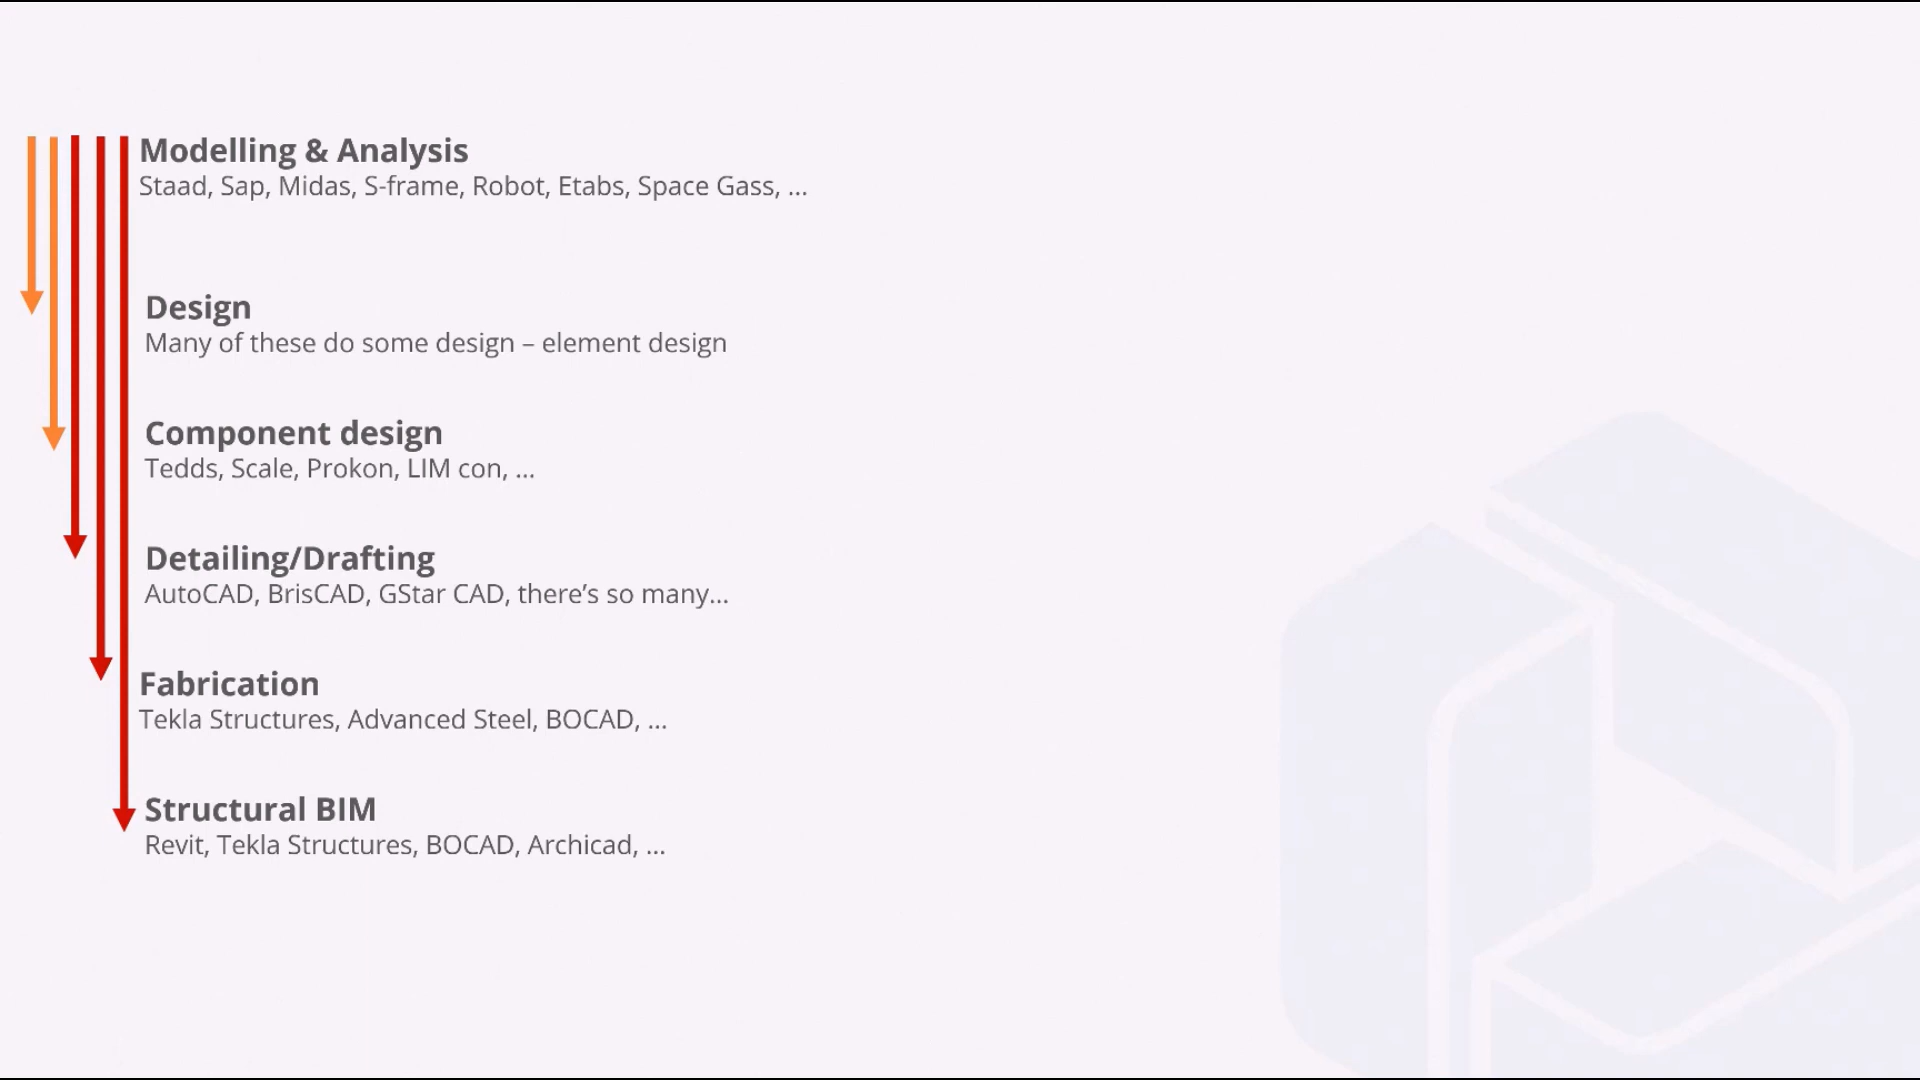 Modelling & Analysis
Staad, Sap, Midas, S-frame, Robot, Etabs, Space Gass, ...
Design
Many of these do some design – element design
Component design
Tedds, Scale, Prokon, LIM con, ...
Detailing/Drafting
AutoCAD, BrisCAD, GStar CAD, there’s so many...
Fabrication
Tekla Structures, Advanced Steel, BOCAD, ...
Structural BIM
Revit, Tekla Structures, BOCAD, Archicad, ...